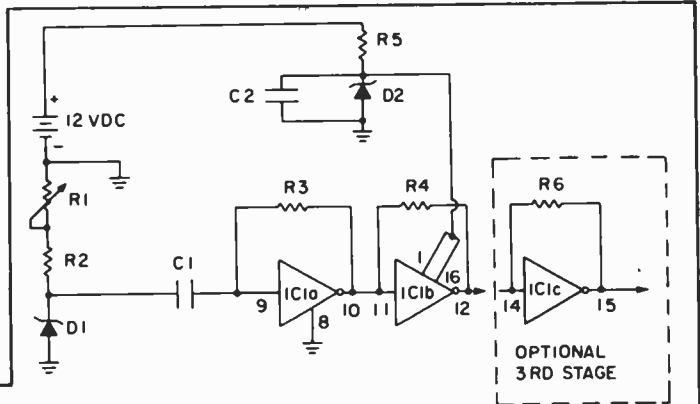 R5
C2
D2
+
12 VDC
-
R1
R3
R4
R6
R2
C1
1
16
9
IC1a
8
10
11
IC1b
12
14
IC1c
15
D1
OPTIONAL
3RD STAGE